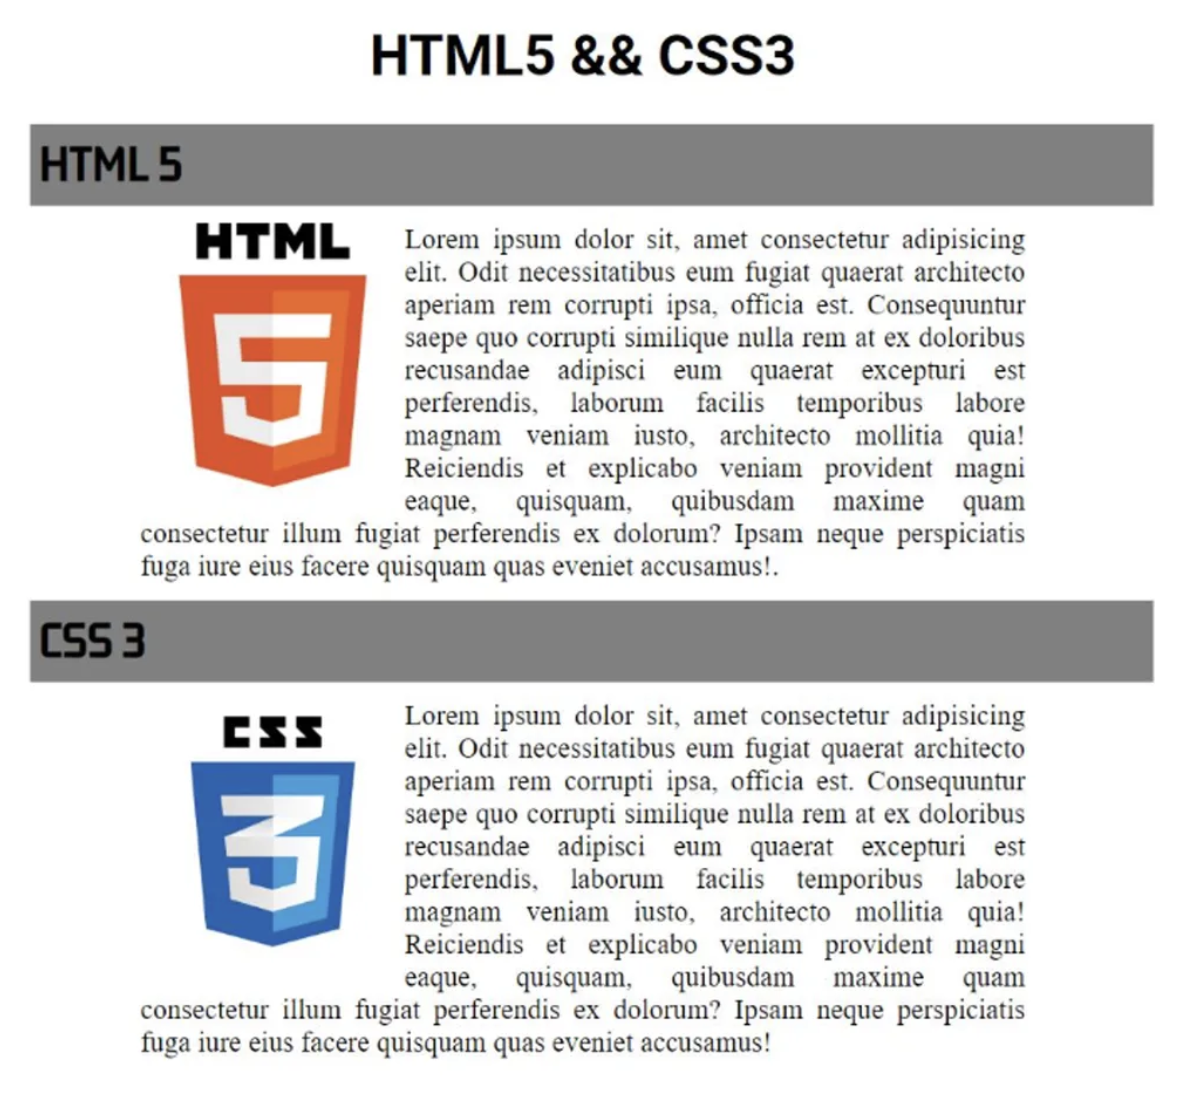 HTML5 && CSS3
HTML 5
HTML
5
Lorem ipsum dolor sit, amet consectetur adipisicing
elit. Odit necessitatibus eum fugiat quaerat architecto
aperiam rem corrupti ipsa, officia est. Consequuntur
saepe quo corrupti similique nulla rem at ex doloribus
recusandae adipisci eum quaerat excepturi est
perferendis, laborum facilis temporibus labore
magnam veniam iusto, architecto mollitia quia!
Reiciendis et explicabo veniam provident magni
eaque, quisquam, quibusdam maxime quam
consectetur illum fugiat perferendis ex dolorum? Ipsam neque perspiciatis
fuga iure eius facere quisquam quas eveniet accusamus!.
CSS 3
CSS
3
Lorem ipsum dolor sit, amet consectetur adipisicing
elit. Odit necessitatibus eum fugiat quaerat architecto
aperiam rem corrupti ipsa, officia est. Consequuntur
saepe quo corrupti similique nulla rem at ex doloribus
recusandae adipisci eum quaerat excepturi est
perferendis, laborum facilis temporibus labore
magnam veniam iusto, architecto mollitia quia!
Reiciendis et explicabo veniam provident magni
eaque, quisquam, quibusdam maxime quam
consectetur illum fugiat perferendis ex dolorum? Ipsam neque perspiciatis
fuga iure eius facere quisquam quas eveniet accusamus!